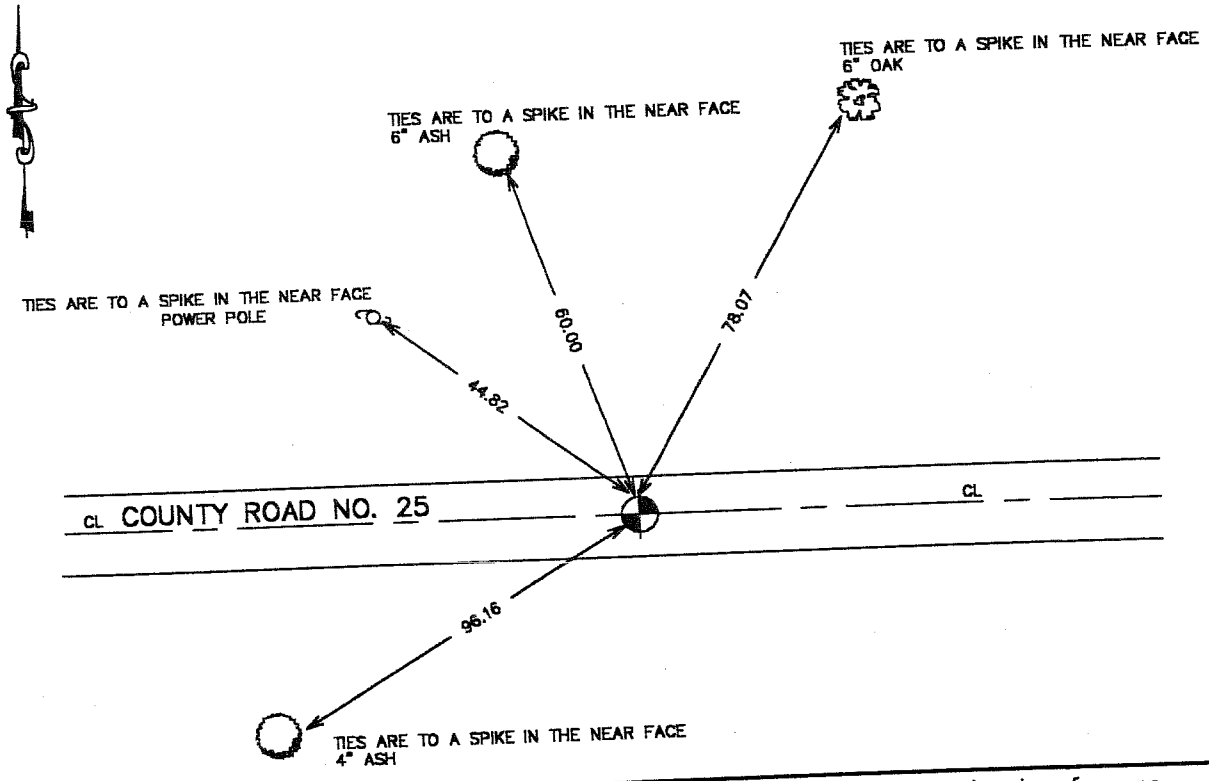 TIES ARE TO A SPIKE IN THE NEAR FACE
6" OAK
TIES ARE TO A SPIKE IN THE NEAR FACE
6" ASH
TIES ARE TO A SPIKE IN THE NEAR FACE
POWER POLE
60.00
78.07
44.82
CL COUNTY ROAD NO. 25
CL
96.16
TIES ARE TO A SPIKE IN THE NEAR FACE
4" ASH